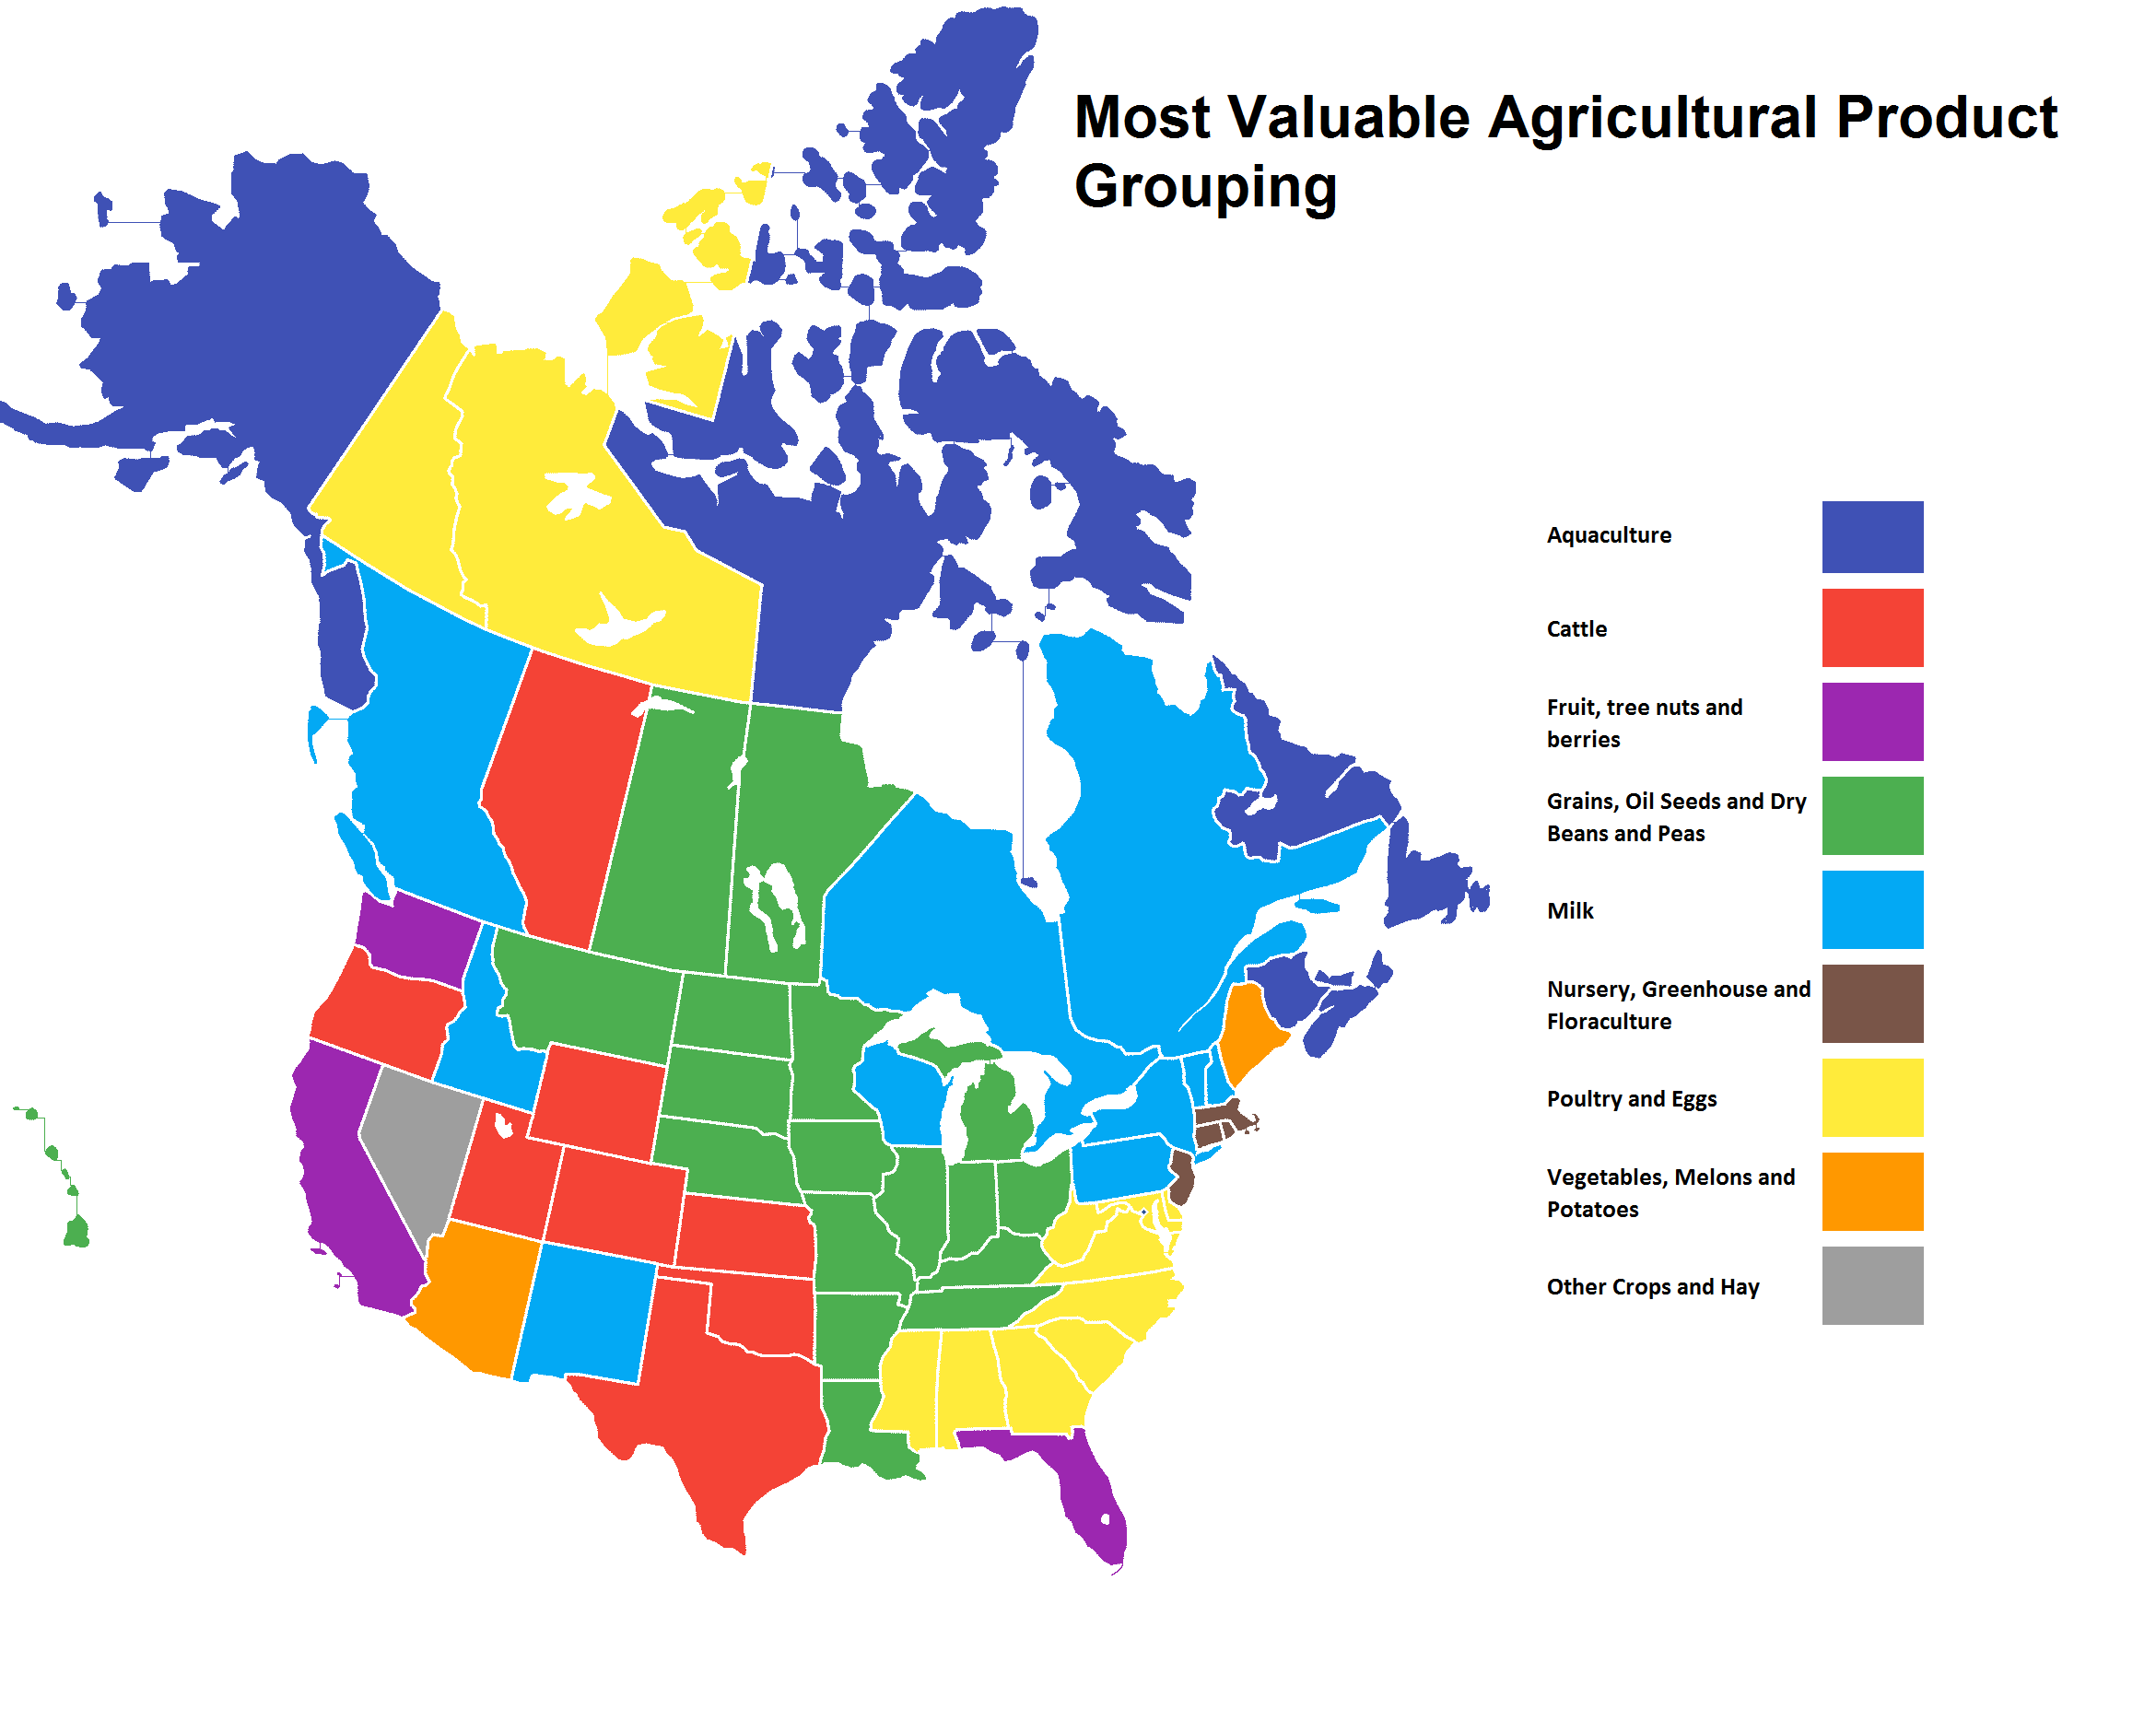 Most Valuable Agricultural Product
Grouping
Aquaculture
Cattle
Fruit, tree nuts and
berries
Grains, Oil Seeds and Dry
Beans and Peas
Milk
Nursery, Greenhouse and
Floraculture
Poultry and Eggs
Vegetables, Melons and
Potatoes
Other Crops and Hay